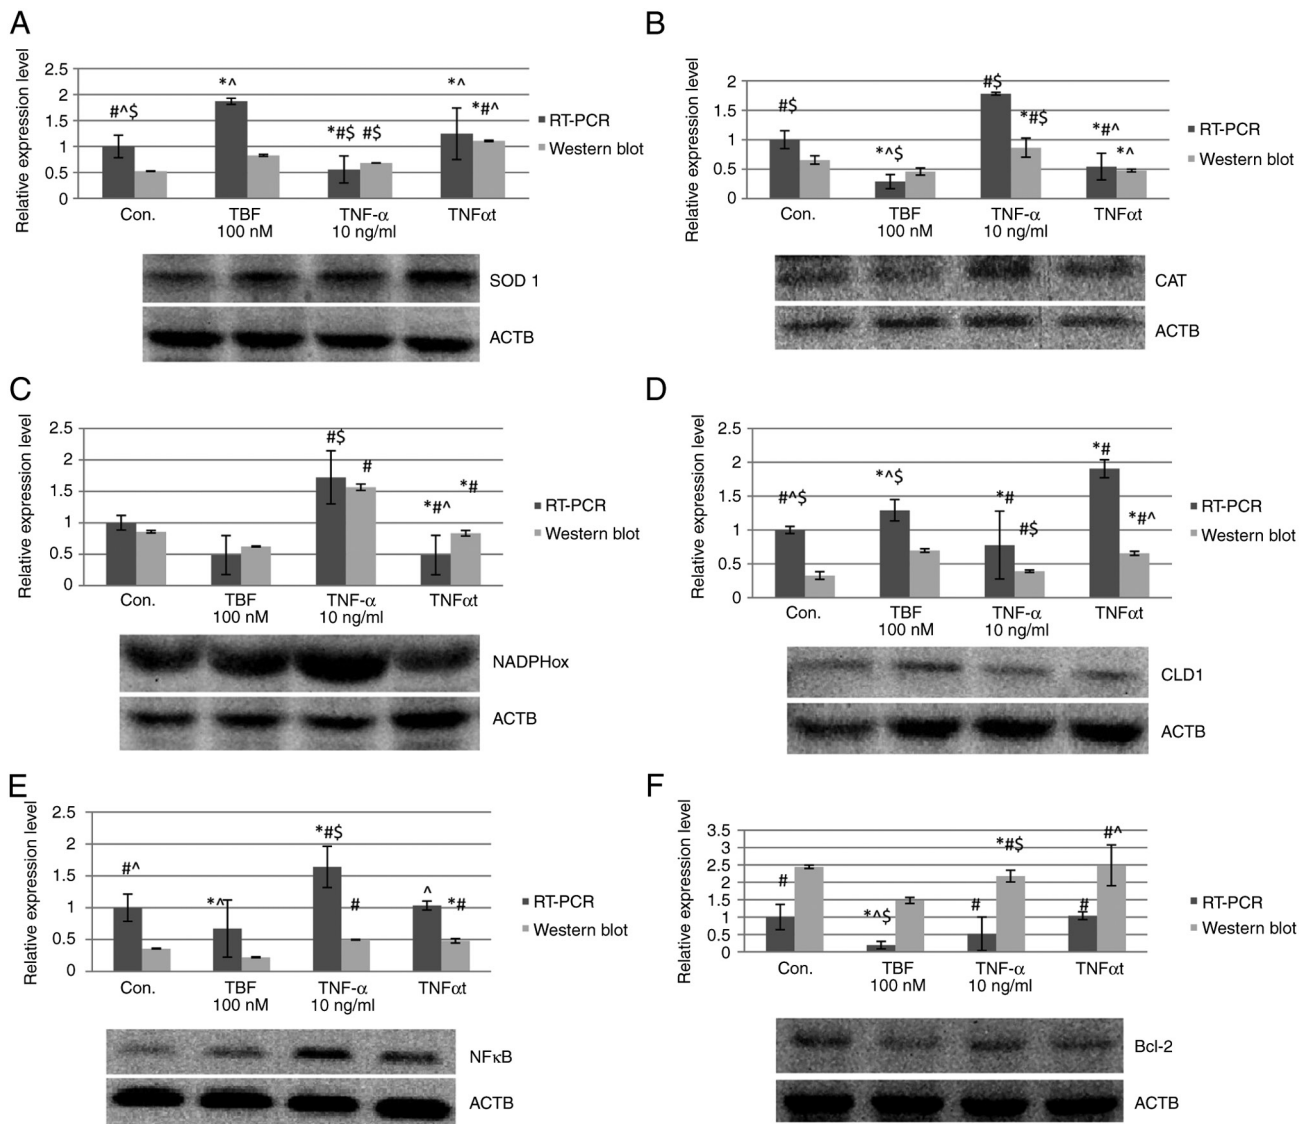 A
Relative expression level
2.5
2
1.5
1
0.5
0
#^$
*^
*#$ #$
*^
*#^
RT-PCR
Western blot
Con.
TBF
100 nM
TNF-α
10 ng/ml
TNFαt
SOD 1
ACTB
B
Relative expression level
2
1.5
1
0.5
0
#$
*^$
#$
*#$
*#^
*^
RT-PCR
Western blot
Con.
TBF
100 nM
TNF-α
10 ng/ml
TNFαt
CAT
ACTB
C
Relative expression level
2.5
2
1.5
1
0.5
0
#$
#
*#^
*#
RT-PCR
Western blot
Con.
TBF
100 nM
TNF-α
10 ng/ml
TNFαt
NADPHox
ACTB
D
Relative expression level
2.5
2
1.5
1
0.5
0
#^$
*^$
*#
#$
*#
*#^
RT-PCR
Western blot
Con.
TBF
100 nM
TNF-α
10 ng/ml
TNFαt
CLD1
ACTB
E
Relative expression level
2.5
2
1.5
1
0.5
0
#^
*^
*#$
#
^
*#
RT-PCR
Western blot
Con.
TBF
100 nM
TNF-α
10 ng/ml
TNFαt
NFκB
ACTB
F
Relative expression level
3.5
3
2.5
2
1.5
1
0.5
0
#
*^$
#
*#$
#
#^
RT-PCR
Western blot
Con.
TBF
100 nM
TNF-α
10 ng/ml
TNFαt
Bcl-2
ACTB